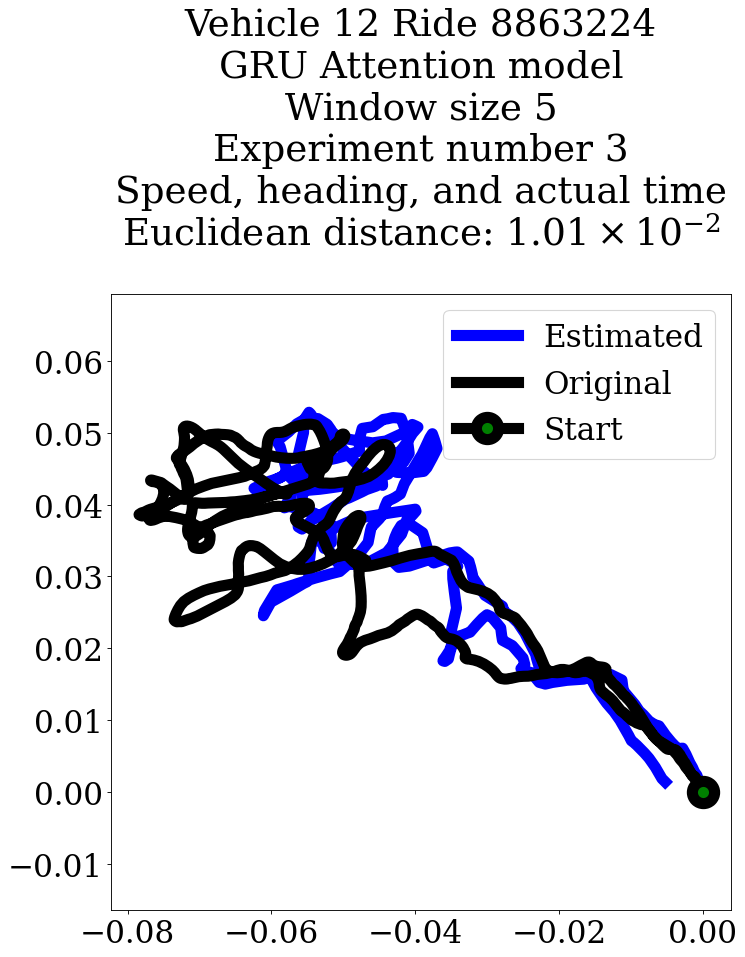 Vehicle 12 Ride 8863224
GRU Attention model
Window size 5
Experiment number 3
Speed, heading, and actual time
Euclidean distance: 1.01 × 10⁻²
Estimated
Original
Start
0.06
0.05
0.04
0.03
0.02
0.01
0.00
−0.01
−0.08 −0.06 −0.04 −0.02 0.00